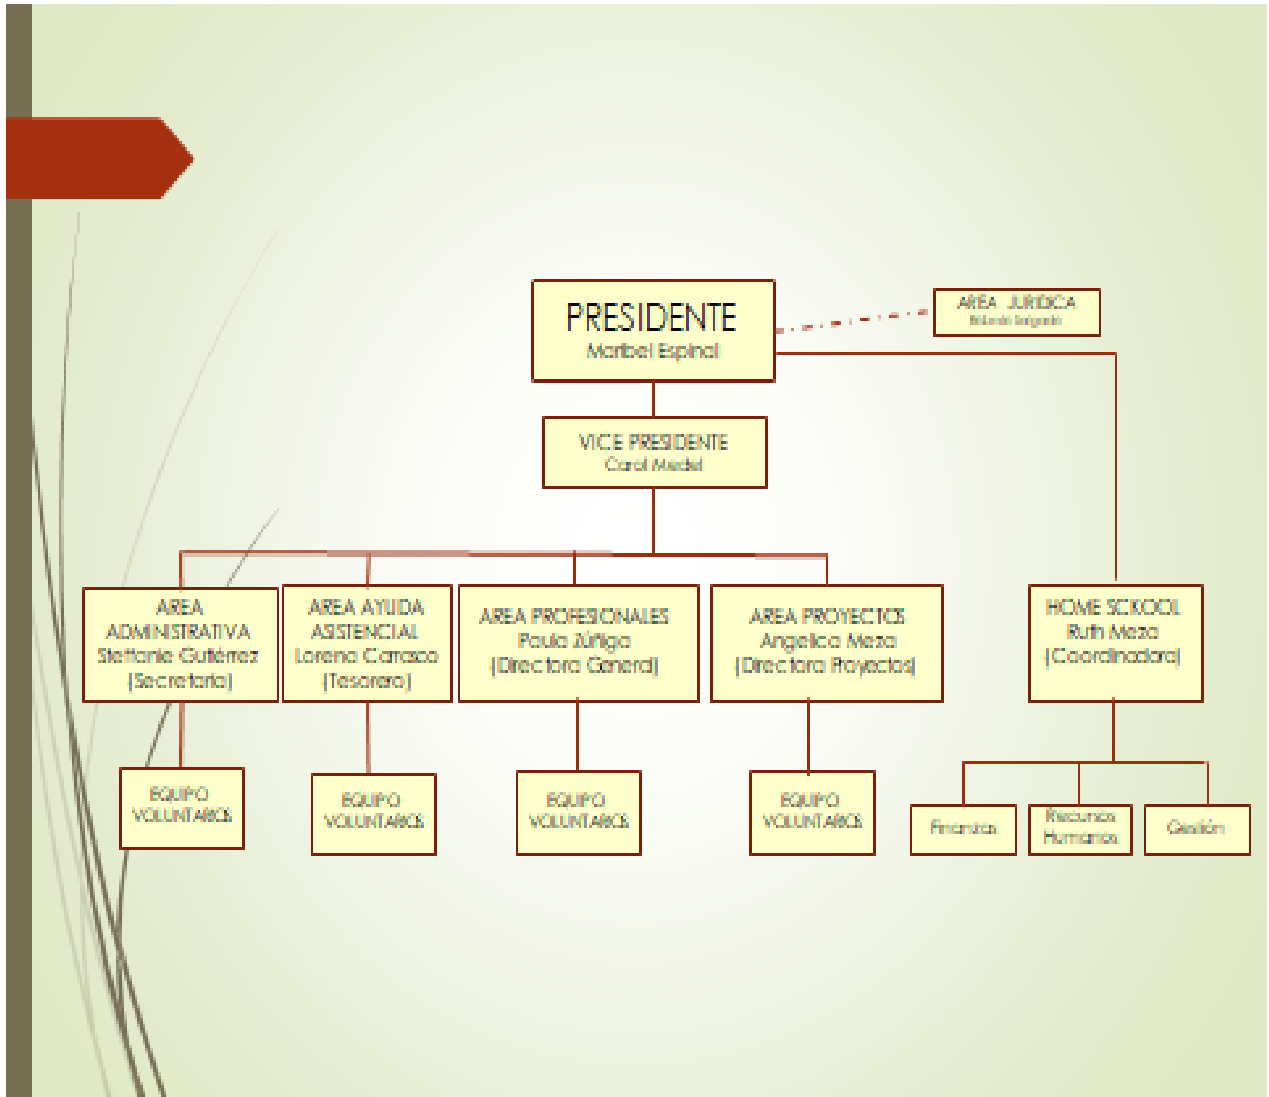 PRESIDENTE
Maribel Espinal
AREA JURIDICA
VICE PRESIDENTE
Carol Medel
AREA
ADMINISTRATIVA
Steffanie Gutiérrez
(Secretaria)
AREA AYUDA
ASISTENCIAL
Lorena Carrasco
(Tesorera)
AREA PROFESIONALES
Paula Zúñiga
(Directora General)
AREA PROYECTOS
Angelica Meza
(Directora Proyectos)
HOME SCKOOL
Ruth Meza
(Coordinadora)
EQUIPO
VOLUNTARIOS
EQUIPO
VOLUNTARIOS
EQUIPO
VOLUNTARIOS
EQUIPO
VOLUNTARIOS
Finanzas
Recursos
Humanos
Gestión